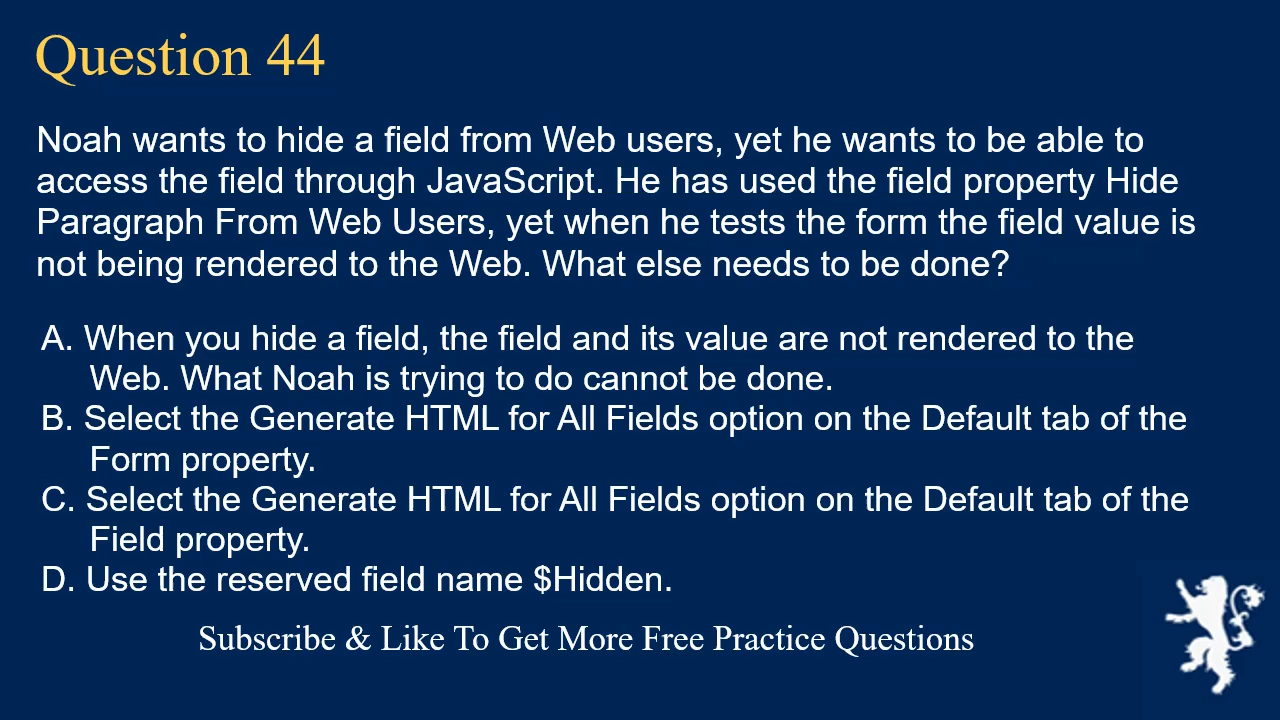 Question 44
Noah wants to hide a field from Web users, yet he wants to be able to
access the field through JavaScript. He has used the field property Hide
Paragraph From Web Users, yet when he tests the form the field value is
not being rendered to the Web. What else needs to be done?
A. When you hide a field, the field and its value are not rendered to the
Web. What Noah is trying to do cannot be done.
B. Select the Generate HTML for All Fields option on the Default tab of the
Form property.
C. Select the Generate HTML for All Fields option on the Default tab of the
Field property.
D. Use the reserved field name $Hidden.
Subscribe & Like To Get More Free Practice Questions